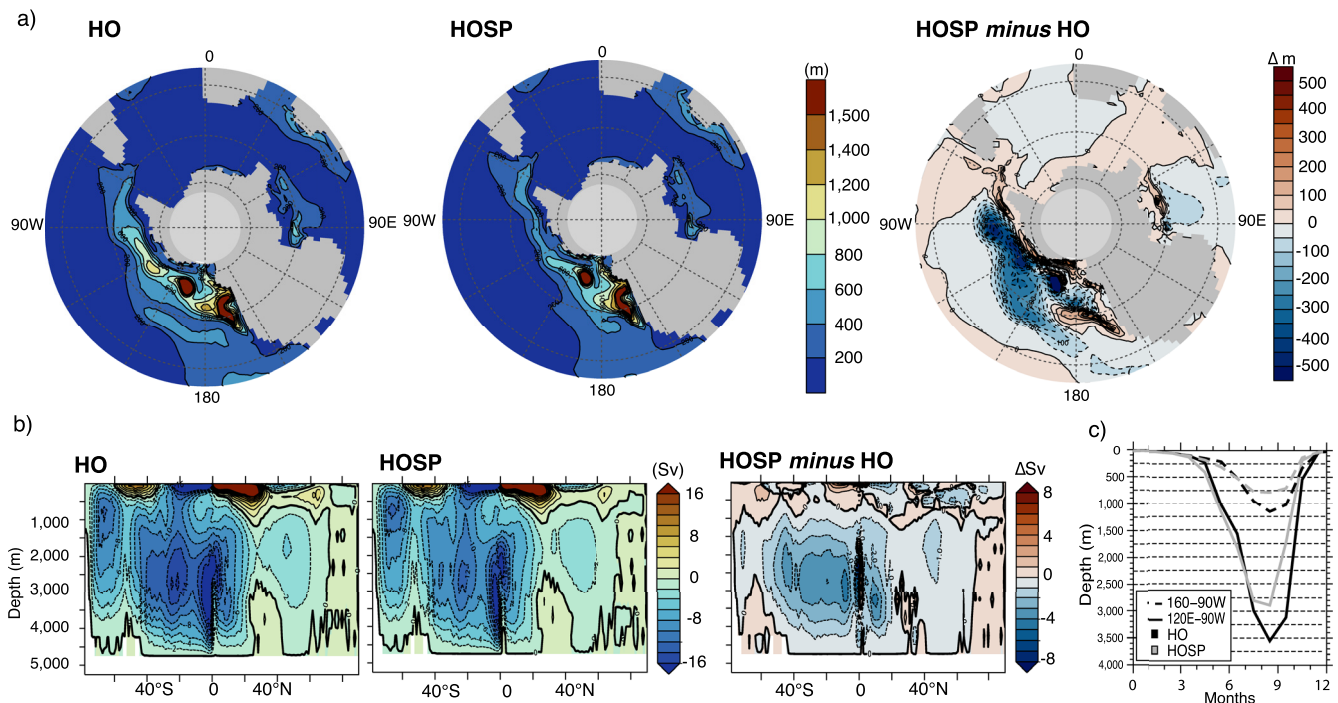 a)
HO
HOSP
HOSP minus HO
0
0
0
(m)
Δ m
1,500
1,400
1,200
1,000
800
600
400
200
500
400
300
200
100
0
-100
-200
-300
-400
-500
90W
90E
90W
90E
90W
90E
180
180
180
b)
HO
HOSP
(Sv)
HOSP minus HO
ΔSv
c)
Depth (m)
1,000
2,000
3,000
4,000
5,000
16
8
0
-8
-16
8
6
4
2
0
-2
-4
-6
-8
40°S
0
40°N
40°S
0
40°N
40°S
0
40°N
Depth (m)
0
500
1,000
1,500
2,000
2,500
3,000
3,500
4,000
160–90W
120E–90W
HO
HOSP
0
3
6
9
12
Months